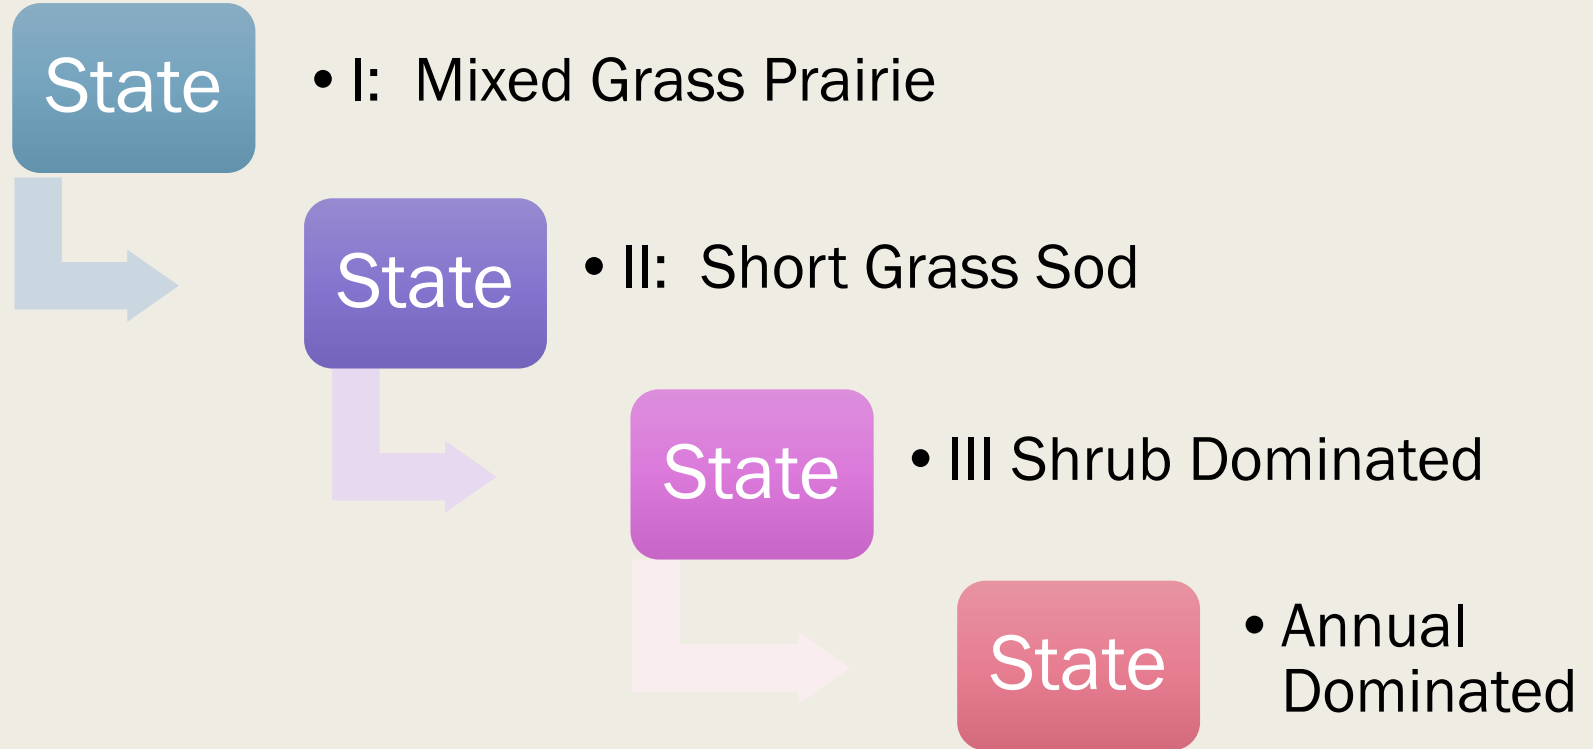 State
• I:  Mixed Grass Prairie
State
• II:  Short Grass Sod
State
• III Shrub Dominated
State
• Annual
Dominated